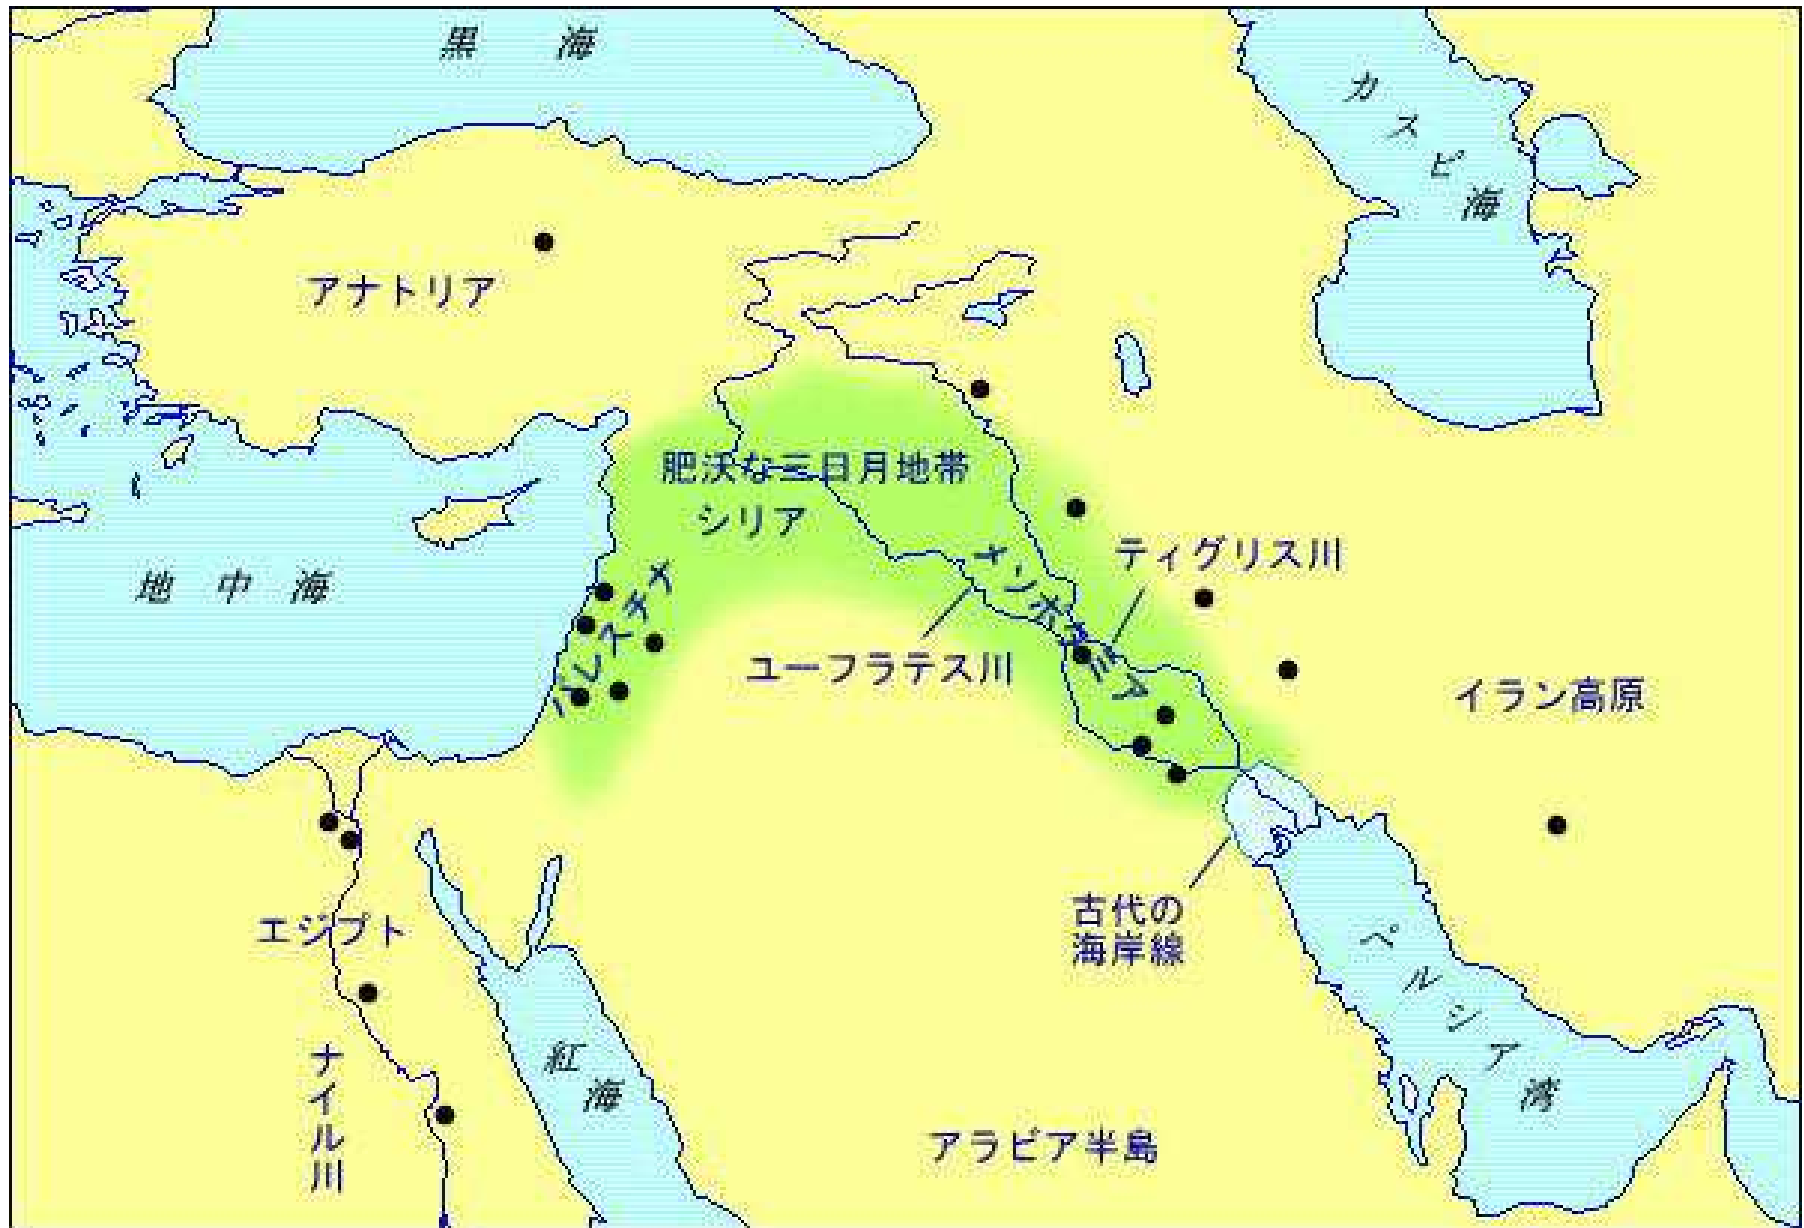 黒海
カスピ海
アナトリア
肥沃な三日月地帯
シリア
ティグリス川
メソポタミア
地中海
パレスチナ
ユーフラテス川
イラン高原
古代の
海岸線
エジプト
ペルシア湾
ナイル川
紅海
アラビア半島